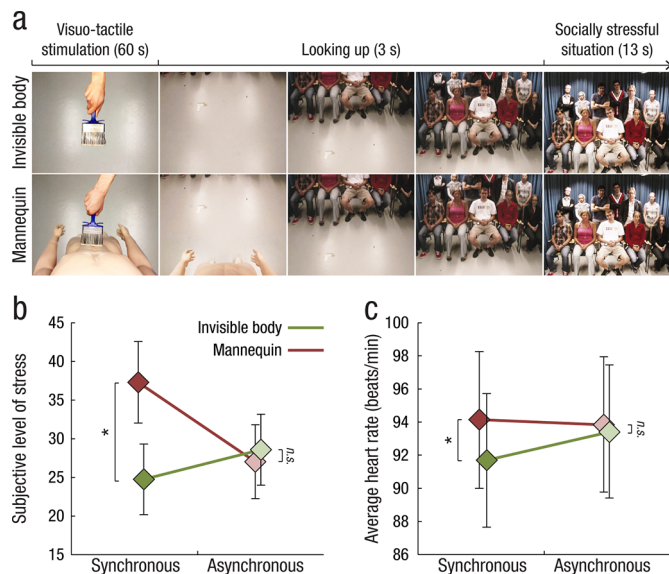 a
Visuo-tactile
stimulation (60 s)
Looking up (3 s)
Socially stressful
situation (13 s)
Invisible body
Mannequin
b
Subjective level of stress
45
40
35
30
25
20
15
Invisible body
Mannequin
*
n.s.
Synchronous
Asynchronous
c
Average heart rate (beats/min)
100
98
96
94
92
90
88
86
*
n.s.
Synchronous
Asynchronous